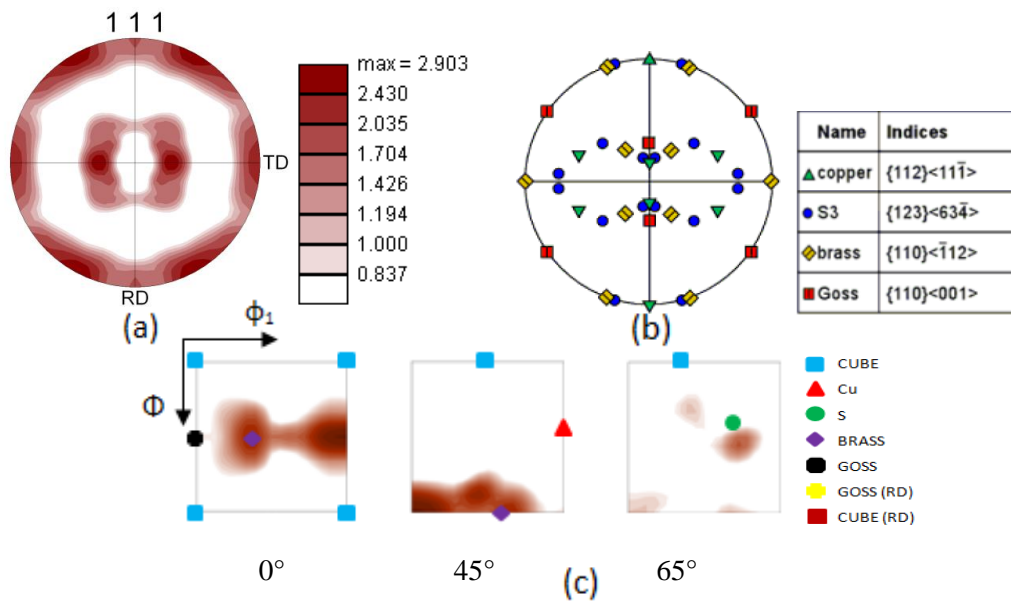 1 1 1
max = 2.903
2.430
2.035
1.704
1.426
1.194
1.000
0.837
TD
RD
(a)
(b)
Name Indices
copper {112}<111̄>
S3 {123}<634̄>
brass {110}<1̄12>
Goss {110}<001>
Φ₁
Φ
CUBE
Cu
S
BRASS
GOSS
GOSS (RD)
CUBE (RD)
0° 45° 65°
(c)